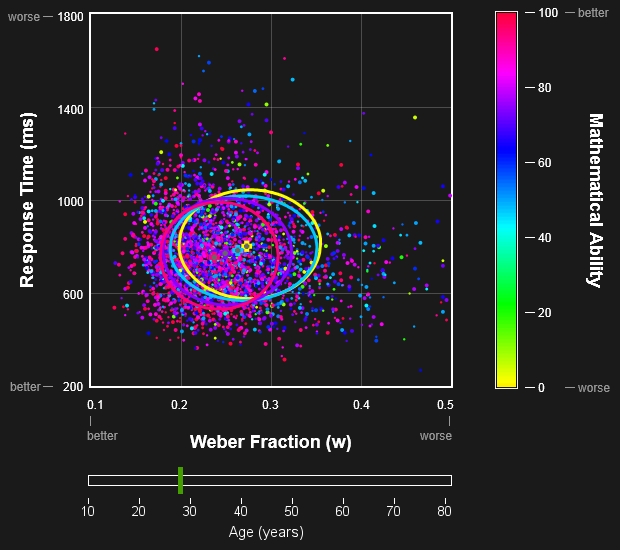 worse
1800
1400
1000
600
200
better
Response Time (ms)
0.1 0.2 0.3 0.4 0.5
better
worse
Weber Fraction (w)
10 20 30 40 50 60 70 80
Age (years)
100
80
60
40
20
0
better
worse
Mathematical Ability